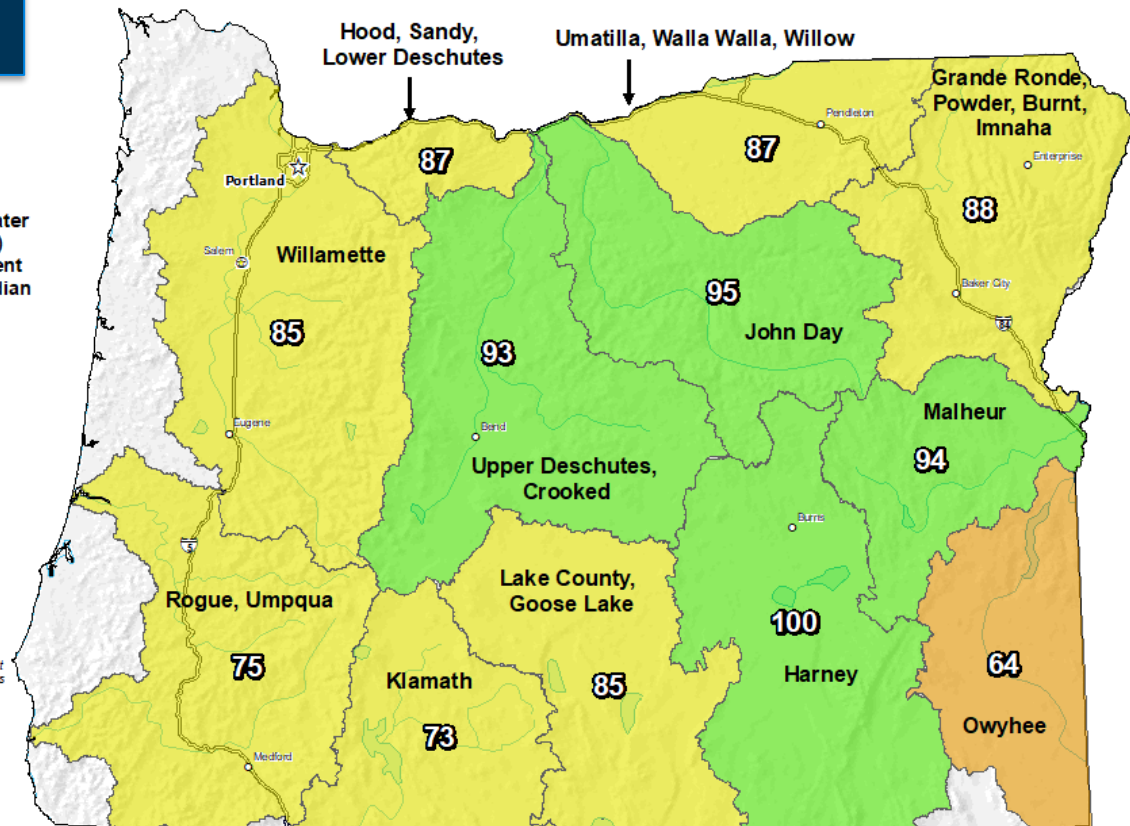 Hood, Sandy,
Lower Deschutes
Umatilla, Walla Walla, Willow
Grande Ronde,
Powder, Burnt,
Imnaha
Pendleton
Enterprise
87
87
88
Portland
Salem
Willamette
85
93
95
John Day
Baker City
84
Eugene
Bend
Upper Deschutes,
Crooked
Malheur
94
Burns
5
Rogue, Umpqua
75
Lake County,
Goose Lake
Klamath
73
85
100
Harney
64
Owyhee
Medford
)